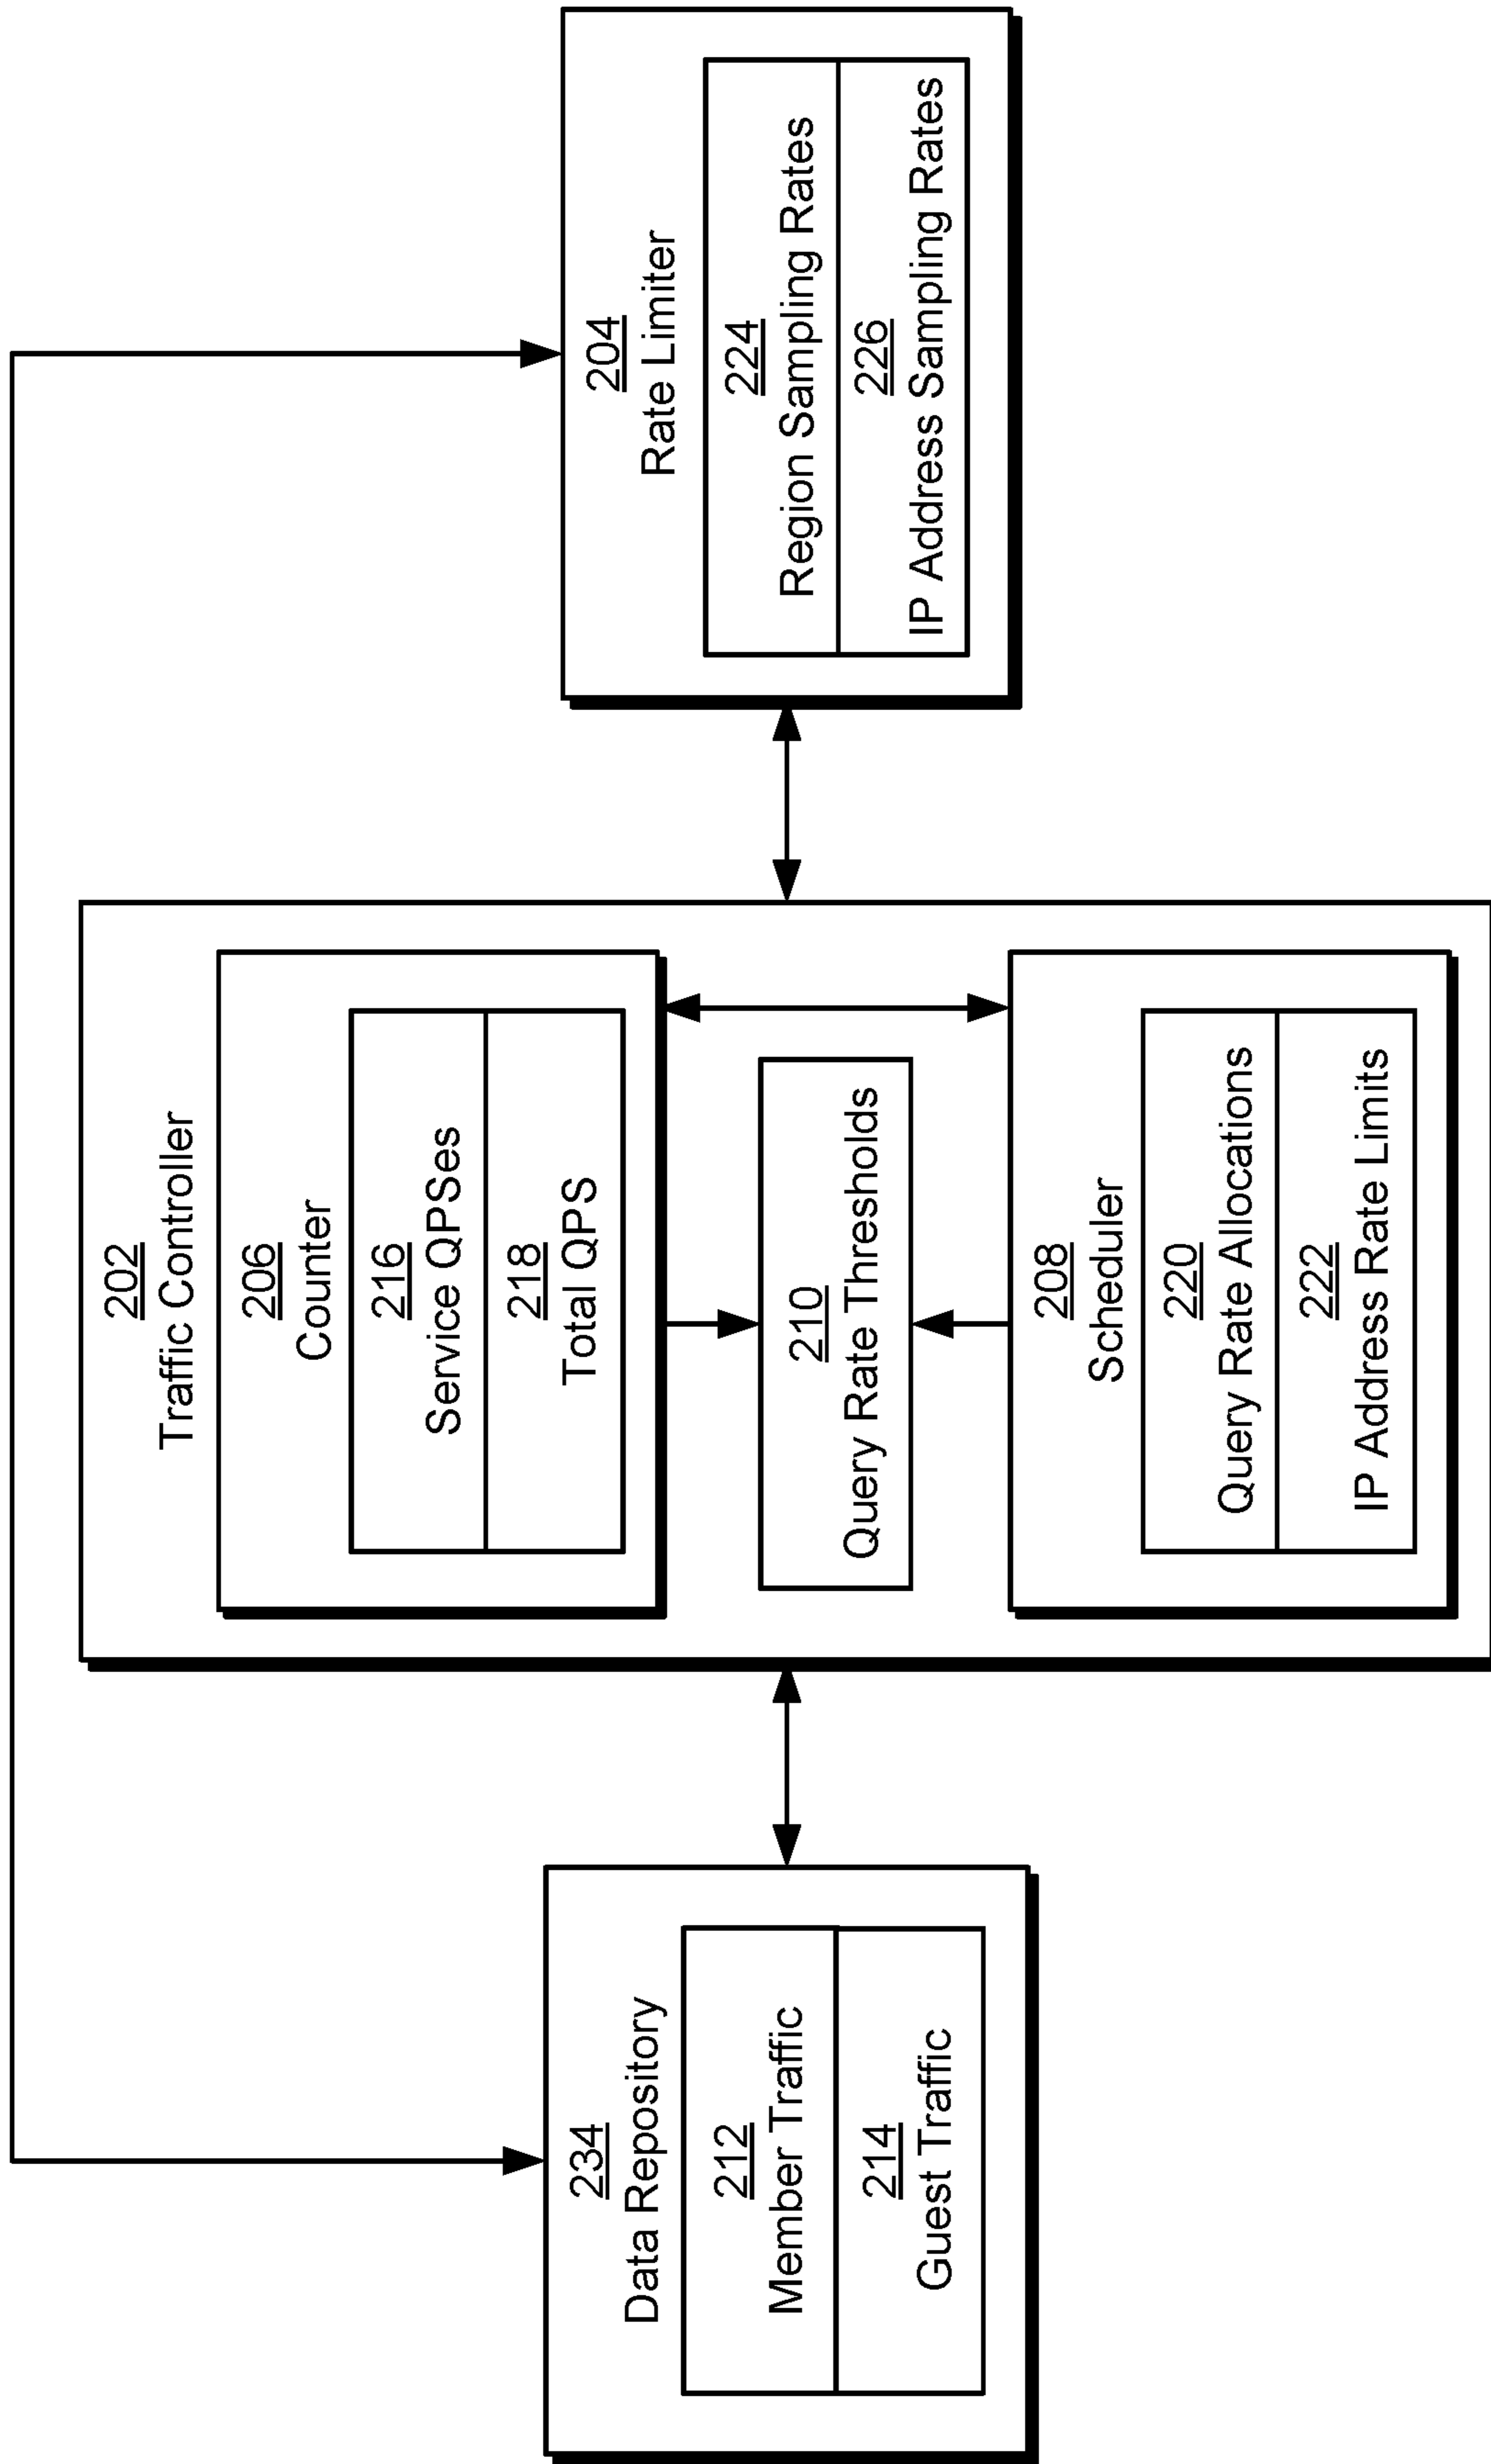 234
Data Repository
212
Member Traffic
214
Guest Traffic
202
Traffic Controller
206
Counter
216
Service QPSes
218
Total QPS
210
Query Rate Thresholds
208
Scheduler
220
Query Rate Allocations
222
IP Address Rate Limits
204
Rate Limiter
224
Region Sampling Rates
226
IP Address Sampling Rates